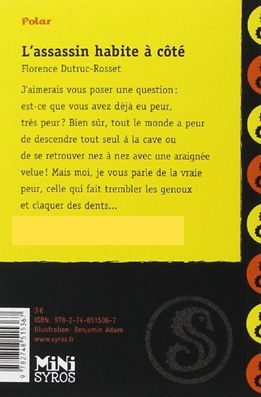 Polar
L'assassin habite à côté
Florence Dutruc-Rosset
J'aimerais vous poser une question :
est-ce que vous avez déjà eu peur,
très peur ? Bien sûr, tout le monde a peur
de descendre tout seul à la cave ou
de se retrouver nez à nez avec une araignée
velue ! Mais moi, je vous parle de la vraie
peur, celle qui fait trembler les genoux
et claquer des dents...
3 €
ISBN : 978-2-74-851536-7
Illustration : Benjamin Adam
www.syros.fr
9782748515367
MiNi
SYROS